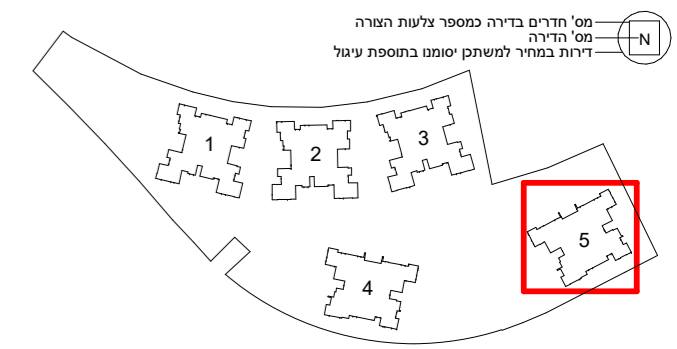 מס' חדרים בדירה כמספר צלעות הצורה
מס' הדירה
דירות במחיר למשתכן יסומנו בתוספת עיגול
N
1
2
3
4
5